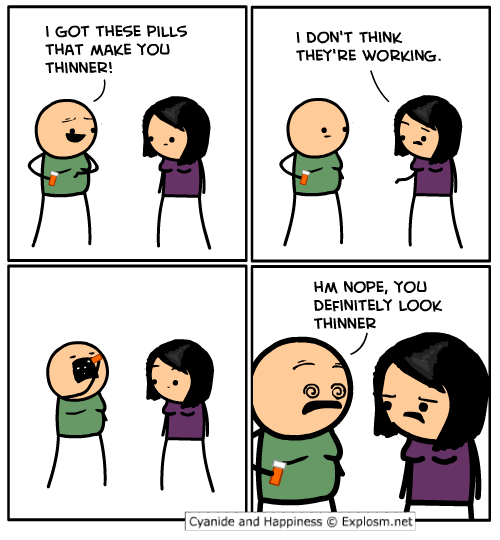 I GOT THESE PILLS
THAT MAKE YOU
THINNER!
I DON'T THINK
THEY'RE WORKING.
HM NOPE, YOU
DEFINITELY LOOK
THINNER
Cyanide and Happiness © Explosm.net